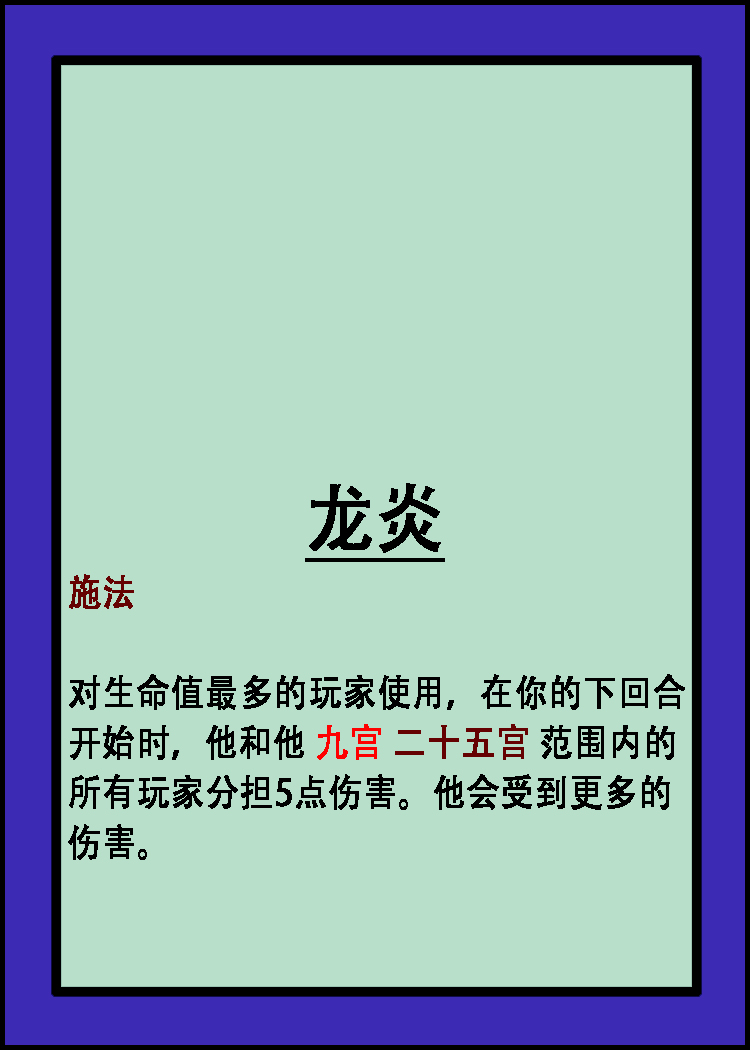 龙炎
施法
对生命值最多的玩家使用，在你的下回合
开始时，他和他 九宫 二十五宫 范围内的
所有玩家分担5点伤害。他会受到更多的
伤害。